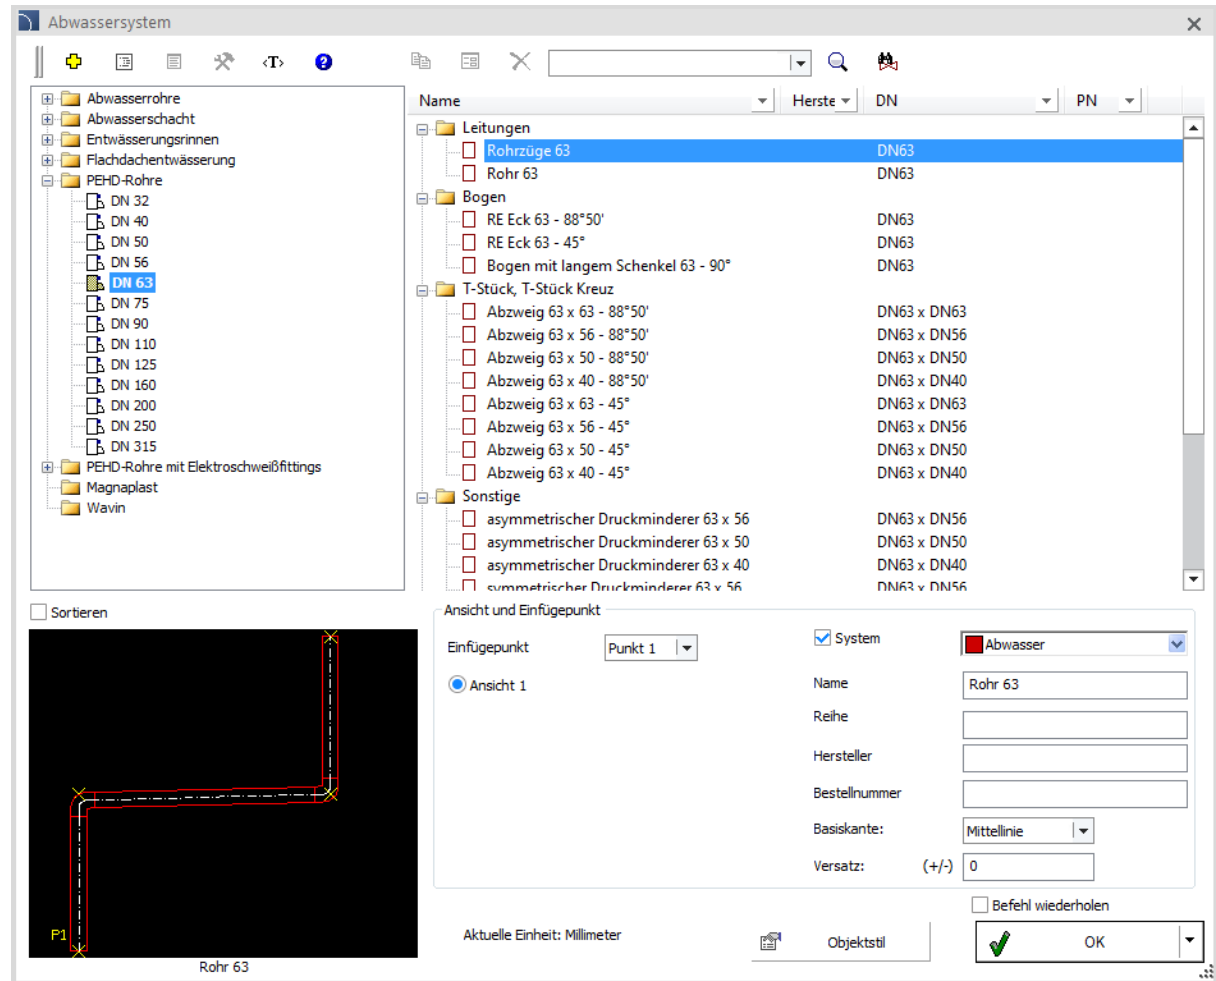 Abwassersystem
‹T›
Abwasserrohre
Abwasserschacht
Entwässerungsrinnen
Flachdachentwässerung
PEHD-Rohre
DN 32
DN 40
DN 50
DN 56
DN 63
DN 75
DN 90
DN 110
DN 125
DN 160
DN 200
DN 250
DN 315
PEHD-Rohre mit Elektroschweißfittings
Magnaplast
Wavin
Name Herste DN PN
Leitungen
Rohrzüge 63 DN63
Rohr 63 DN63
Bogen
RE Eck 63 - 88°50' DN63
RE Eck 63 - 45° DN63
Bogen mit langem Schenkel 63 - 90° DN63
T-Stück, T-Stück Kreuz
Abzweig 63 x 63 - 88°50' DN63 x DN63
Abzweig 63 x 56 - 88°50' DN63 x DN56
Abzweig 63 x 50 - 88°50' DN63 x DN50
Abzweig 63 x 40 - 88°50' DN63 x DN40
Abzweig 63 x 63 - 45° DN63 x DN63
Abzweig 63 x 56 - 45° DN63 x DN56
Abzweig 63 x 50 - 45° DN63 x DN50
Abzweig 63 x 40 - 45° DN63 x DN40
Sonstige
asymmetrischer Druckminderer 63 x 56 DN63 x DN56
asymmetrischer Druckminderer 63 x 50 DN63 x DN50
asymmetrischer Druckminderer 63 x 40 DN63 x DN40
symmetrischer Druckminderer 63 x 56 DN63 x DN56
Sortieren
P1
Rohr 63
Ansicht und Einfügepunkt
Einfügepunkt Punkt 1
Ansicht 1
System Abwasser
Name Rohr 63
Reihe
Hersteller
Bestellnummer
Basiskante: Mittellinie
Versatz: (+/-) 0
Befehl wiederholen
Aktuelle Einheit: Millimeter
Objektstil
OK